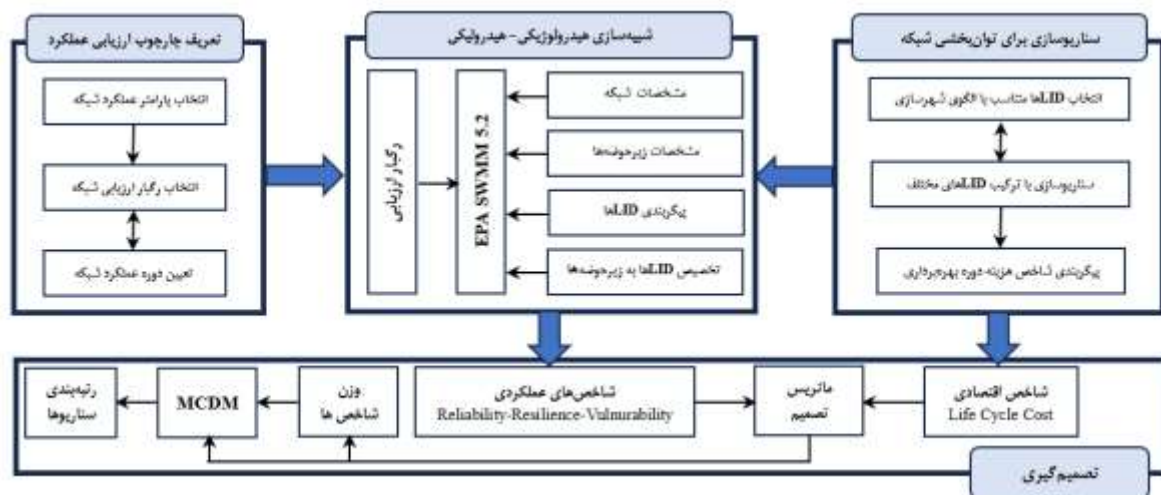 سناریوسازی برای توان‌بخشی شبکه
انتخاب LIDها متناسب با الگوی شهرسازی
سناریوسازی با ترکیب LIDهای مختلف
پیکربندی شاخص هزینه دوره بهره‌برداری
شبیه‌سازی هیدرولوژیکی- هیدرولیکی
مشخصات شبکه
مشخصات زیرحوضه‌ها
پیکربندی LIDها
تخصیص LIDها به زیرحوضه‌ها
EPA SWMM 5.2
رگبار ارزیابی
تعریف چارچوب ارزیابی عملکرد
انتخاب پارامتر عملکرد شبکه
انتخاب رگبار ارزیابی شبکه
تعیین دوره عملکرد شبکه
شاخص اقتصادی
Life Cycle Cost
ماتریس
تصمیم
شاخص‌های عملکردی
Reliability-Resilience-Vulnurability
وزن
شاخص ها
MCDM
رتبه‌بندی
سناریوها
تصمیم‌گیری